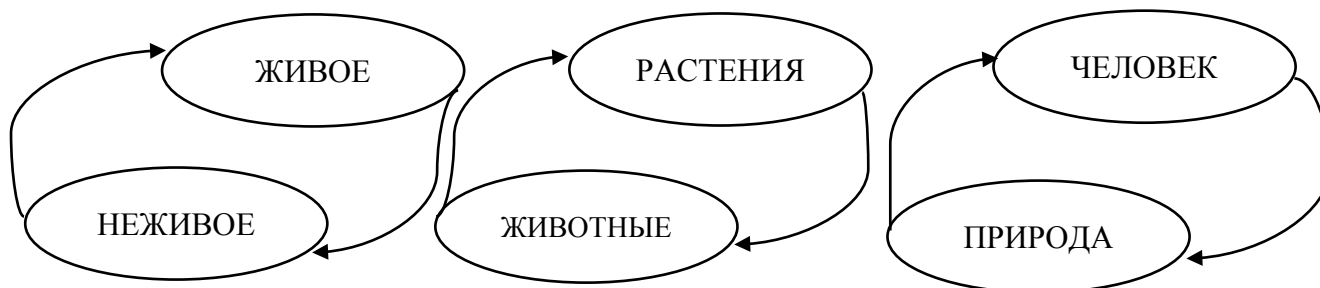 ЖИВОЕ
НЕЖИВОЕ
РАСТЕНИЯ
ЖИВОТНЫЕ
ЧЕЛОВЕК
ПРИРОДА